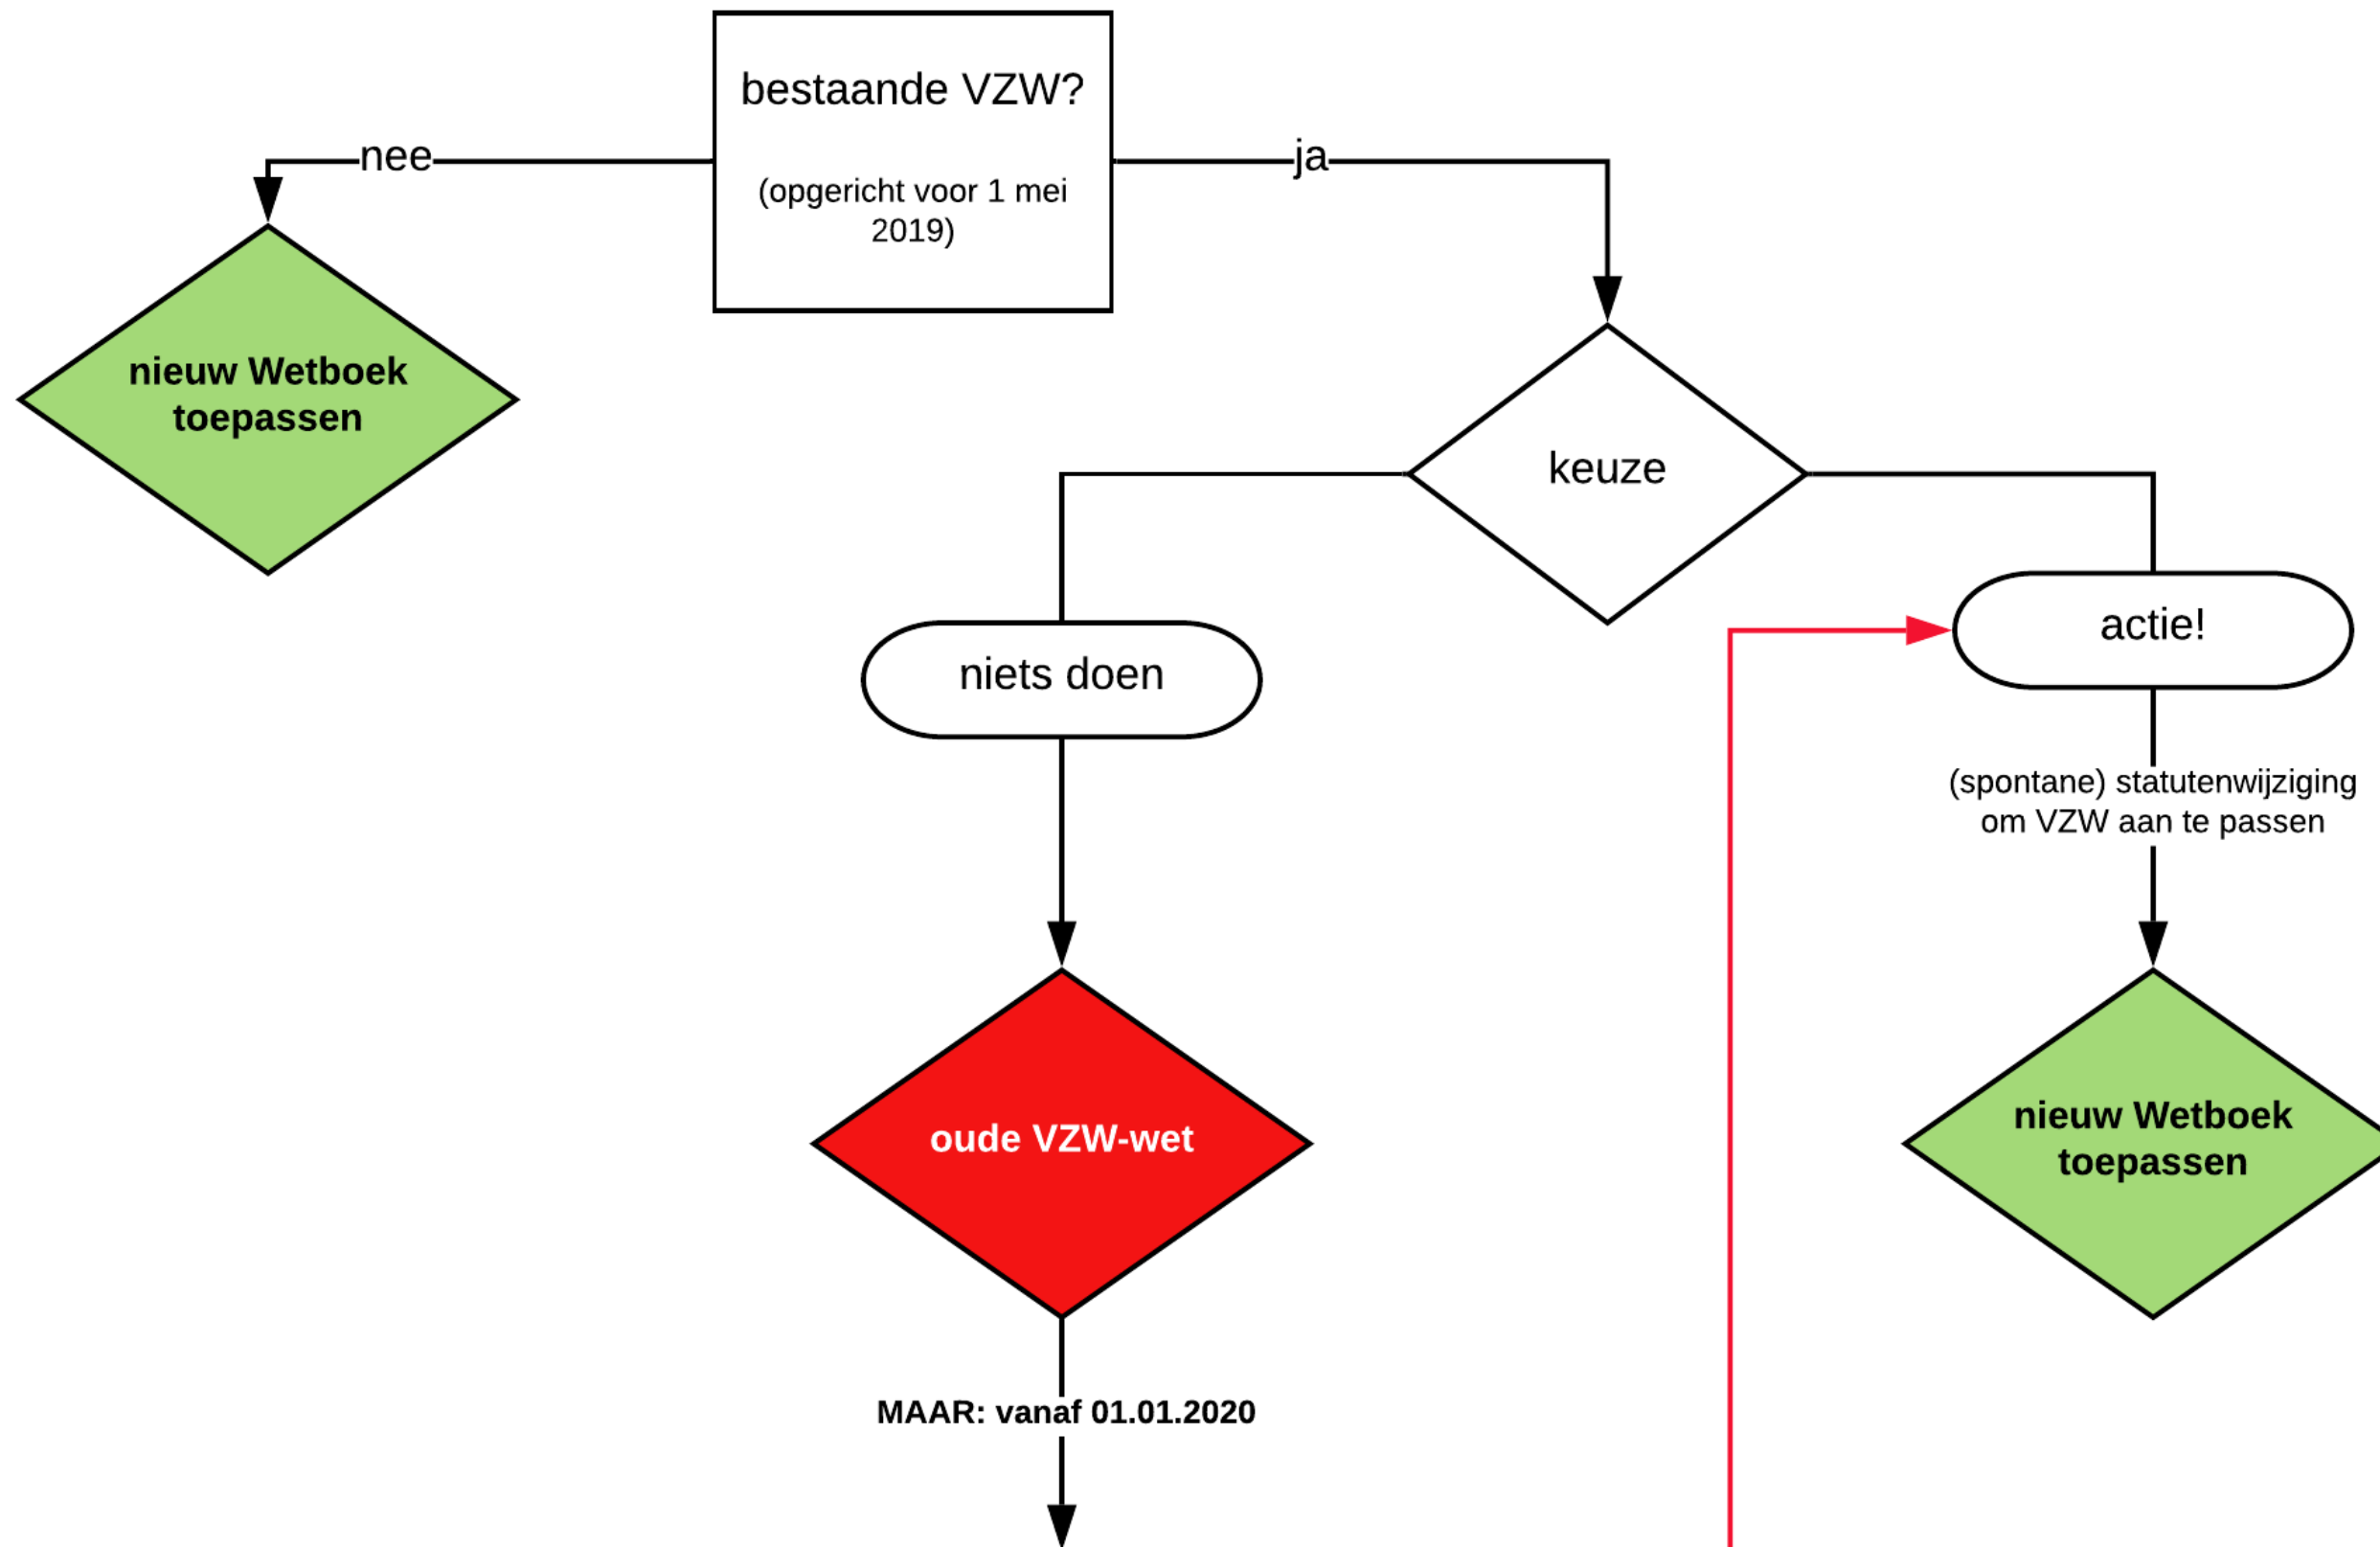 bestaande VZW?
(opgericht voor 1 mei
2019)
nee
ja
nieuw Wetboek
toepassen
keuze
niets doen
actie!
(spontane) statutenwijziging
om VZW aan te passen
oude VZW-wet
nieuw Wetboek
toepassen
MAAR: vanaf 01.01.2020